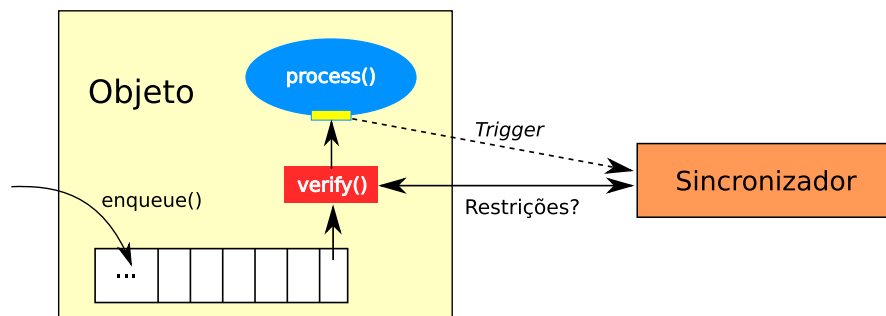 process()
Objeto
Trigger
verify()
Sincronizador
enqueue()
Restrições?
...